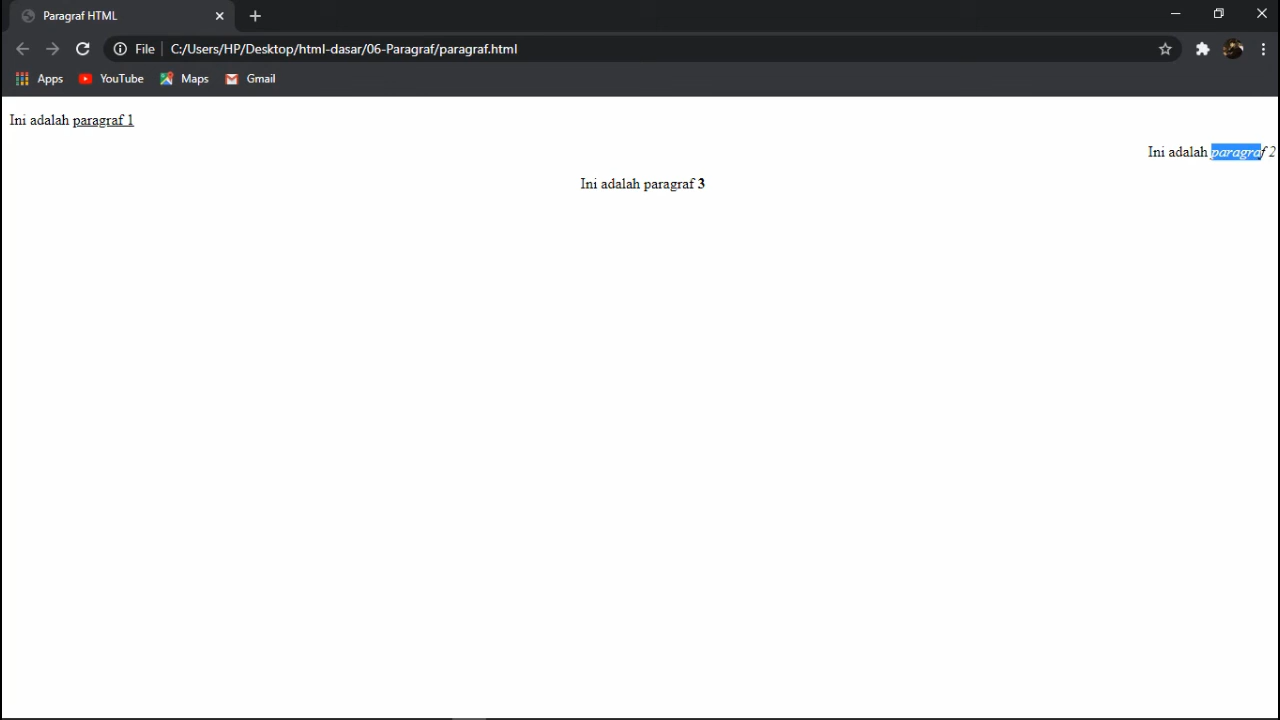 Paragraf HTML
File C:/Users/HP/Desktop/html-dasar/06-Paragraf/paragraf.html
Apps YouTube Maps Gmail
Ini adalah paragraf 1
Ini adalah paragraf 2
Ini adalah paragraf 3